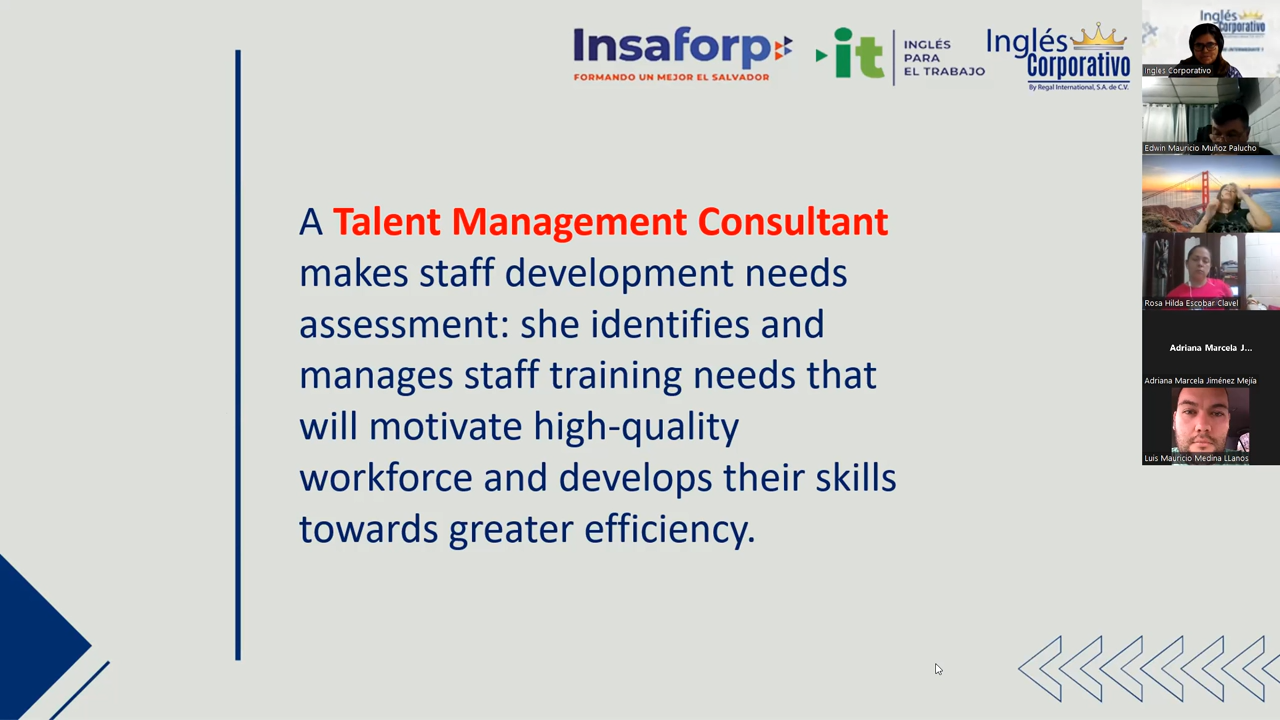 Insaforp
FORMANDO UN MEJOR EL SALVADOR
it
INGLÉS
PARA
EL TRABAJO
Inglés
Corporativo
By Regal International, S.A. de C.V.
A Talent Management Consultant
makes staff development needs
assessment: she identifies and
manages staff training needs that
will motivate high-quality
workforce and develops their skills
towards greater efficiency.
Inglés
Corporativo
Inglés Corporativo
Edwin Mauricio Muñoz Palucho
Rosa Hilda Escobar Clavel
Adriana Marcela J...
Adriana Marcela Jiménez Mejía
Luis Mauricio Medina LLanos